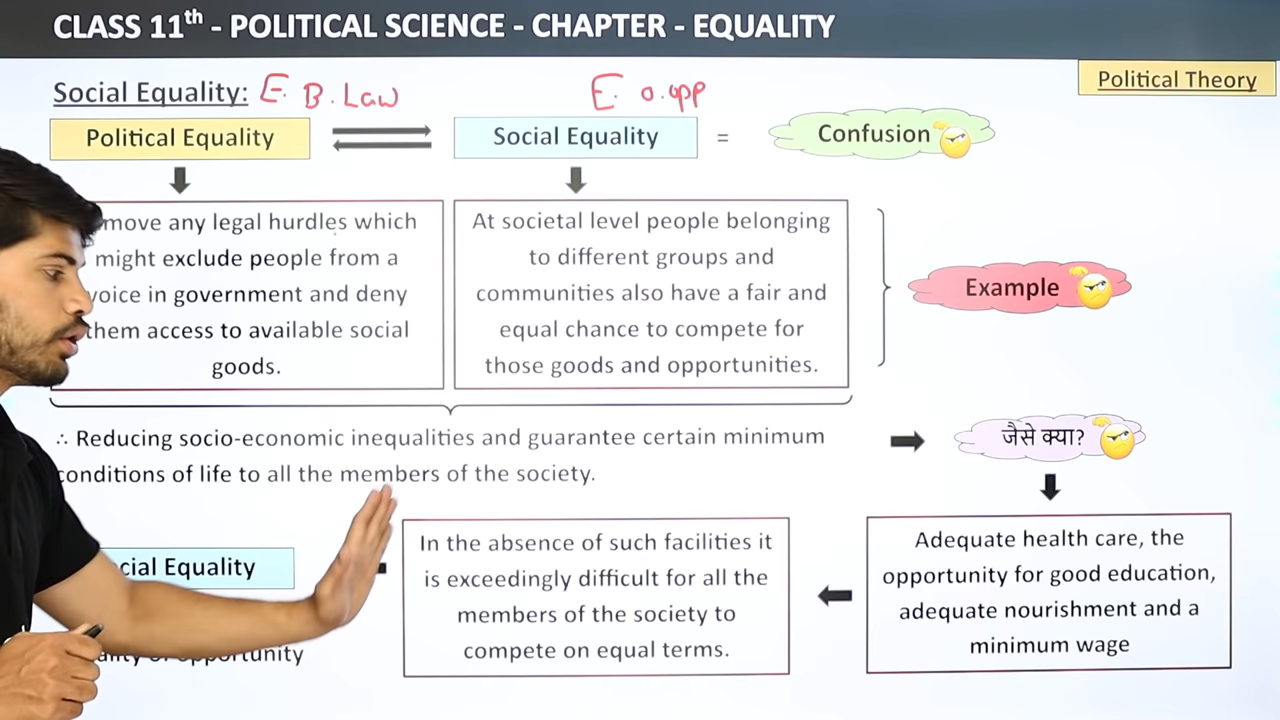 CLASS 11th - POLITICAL SCIENCE - CHAPTER - EQUALITY
Political Theory
Social Equality: E. B. Law E. O. opp
Political Equality Social Equality = Confusion
move any legal hurdles which
might exclude people from a
voice in government and deny
them access to available social
goods.
At societal level people belonging
to different groups and
communities also have a fair and
equal chance to compete for
those goods and opportunities.
Example
∴ Reducing socio-economic inequalities and guarantee certain minimum
conditions of life to all the members of the society.
जैसे क्या?
Adequate health care, the
opportunity for good education,
adequate nourishment and a
minimum wage
In the absence of such facilities it
is exceedingly difficult for all the
members of the society to
compete on equal terms.
cial Equality
opportunity